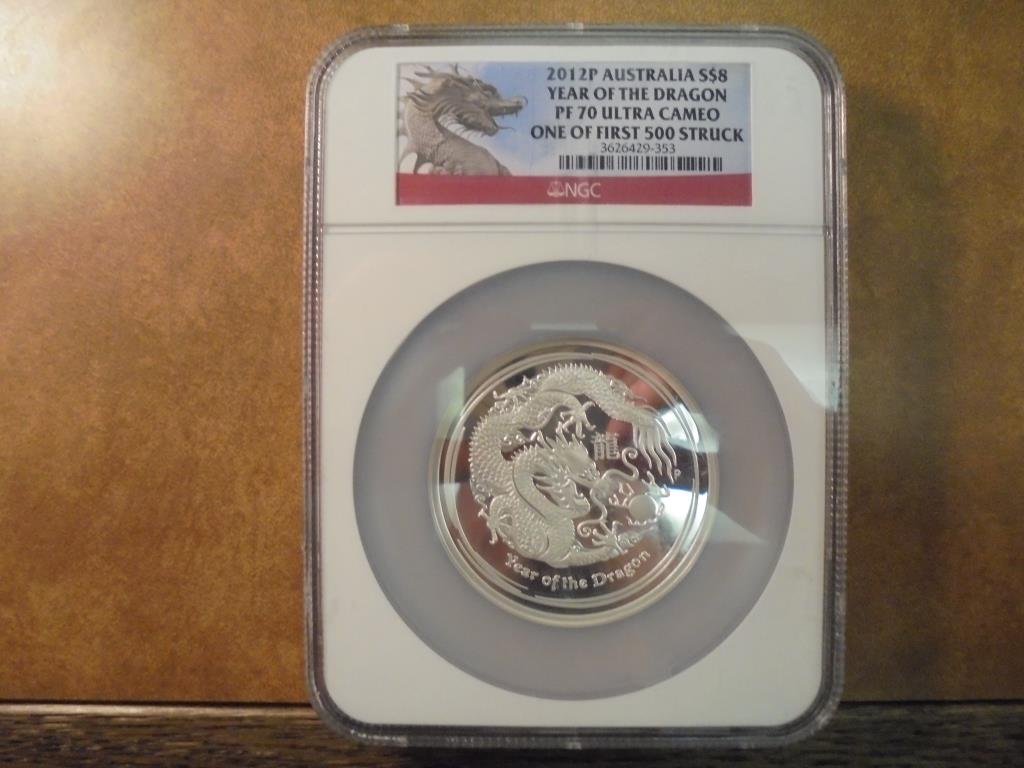 2012P AUSTRALIA S$8
YEAR OF THE DRAGON
PF 70 ULTRA CAMEO
ONE OF FIRST 500 STRUCK
3626429-353
NGC
龍
P
Year of the Dragon